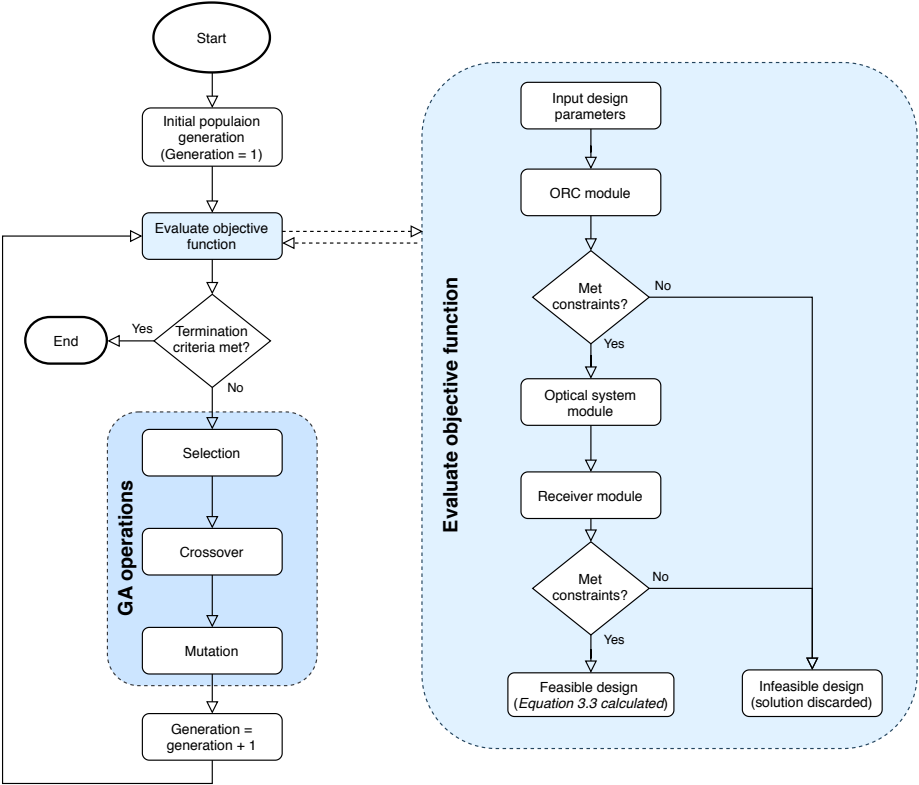 Start
Initial populaion
generation
(Generation = 1)
Evaluate objective
function
Termination
criteria met?
Yes
End
No
GA operations
Selection
Crossover
Mutation
Generation =
generation + 1
Evaluate objective function
Input design
parameters
ORC module
Met
constraints?
No
Yes
Optical system
module
Receiver module
Met
constraints?
No
Yes
Feasible design
(Equation 3.3 calculated)
Infeasible design
(solution discarded)